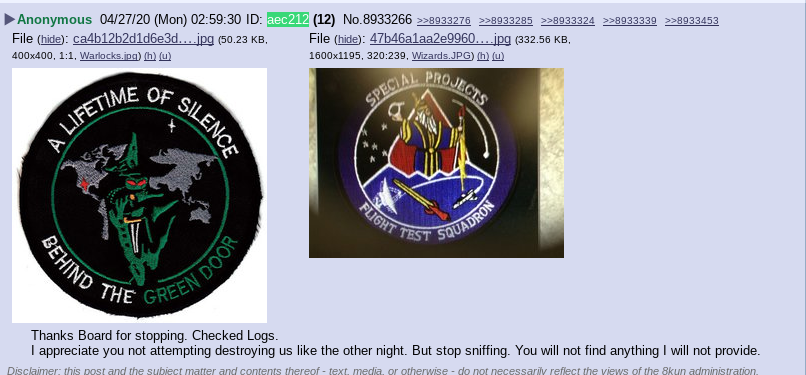 ▶Anonymous 04/27/20 (Mon) 02:59:30 ID: aec212 (12) No.8933266 >>8933276 >>8933285 >>8933324 >>8933339 >>8933453
File (hide): ca4b12b2d1d6e3d….jpg (50.23 KB, 400x400, 1:1, Warlocks.jpg) (h) (u)
File (hide): 47b46a1aa2e9960….jpg (332.56 KB, 1600x1195, 320:239, Wizards.JPG) (h) (u)
A LIFETIME OF SILENCE
BEHIND THE GREEN DOOR
SPECIAL PROJECTS
FLIGHT TEST SQUADRON
Thanks Board for stopping. Checked Logs.
I appreciate you not attempting destroying us like the other night. But stop sniffing. You will not find anything I will not provide.
Disclaimer: this post and the subject matter and contents thereof - text, media, or otherwise - do not necessarily reflect the views of the 8kun administration.